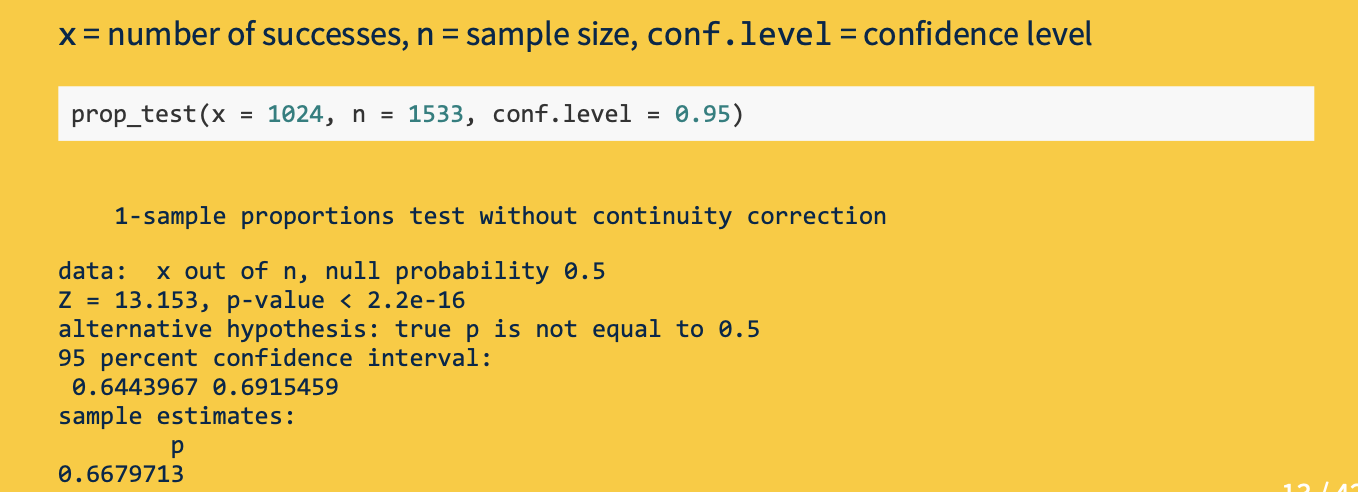 x = number of successes, n = sample size, conf.level = confidence level
prop_test(x = 1024, n = 1533, conf.level = 0.95)
1-sample proportions test without continuity correction
data:  x out of n, null probability 0.5
Z = 13.153, p-value < 2.2e-16
alternative hypothesis: true p is not equal to 0.5
95 percent confidence interval:
 0.6443967 0.6915459
sample estimates:
        p
0.6679713